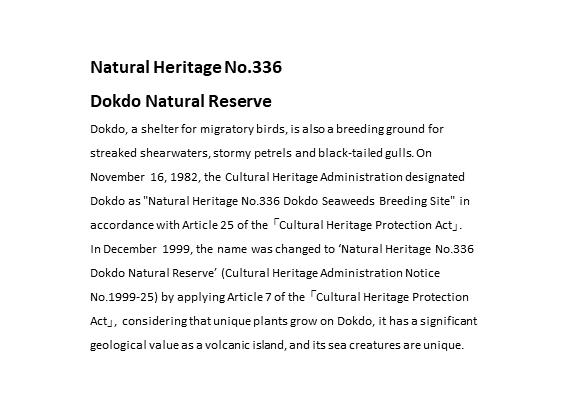 Natural Heritage No.336
Dokdo Natural Reserve
Dokdo, a shelter for migratory birds, is also a breeding ground for
streaked shearwaters, stormy petrels and black-tailed gulls. On
November 16, 1982, the Cultural Heritage Administration designated
Dokdo as "Natural Heritage No.336 Dokdo Seaweeds Breeding Site" in
accordance with Article 25 of the「Cultural Heritage Protection Act」.
In December 1999, the name was changed to ‘Natural Heritage No.336
Dokdo Natural Reserve’ (Cultural Heritage Administration Notice
No.1999-25) by applying Article 7 of the「Cultural Heritage Protection
Act」, considering that unique plants grow on Dokdo, it has a significant
geological value as a volcanic island, and its sea creatures are unique.